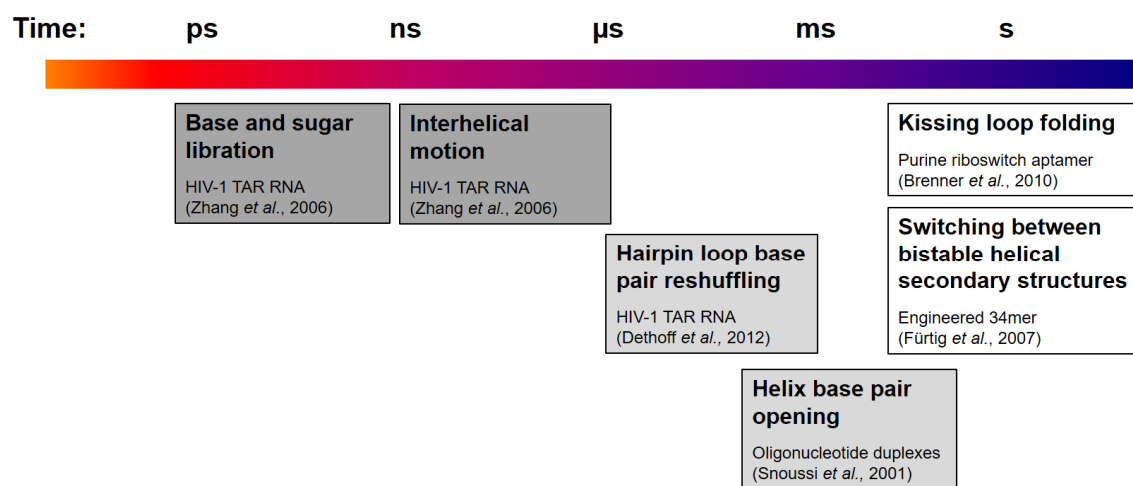 Time: ps ns µs ms s
Base and sugar
libration
HIV-1 TAR RNA
(Zhang et al., 2006)
Interhelical
motion
HIV-1 TAR RNA
(Zhang et al., 2006)
Kissing loop folding
Purine riboswitch aptamer
(Brenner et al., 2010)
Switching between
bistable helical
secondary structures
Engineered 34mer
(Fürtig et al., 2007)
Hairpin loop base
pair reshuffling
HIV-1 TAR RNA
(Dethoff et al., 2012)
Helix base pair
opening
Oligonucleotide duplexes
(Snoussi et al., 2001)